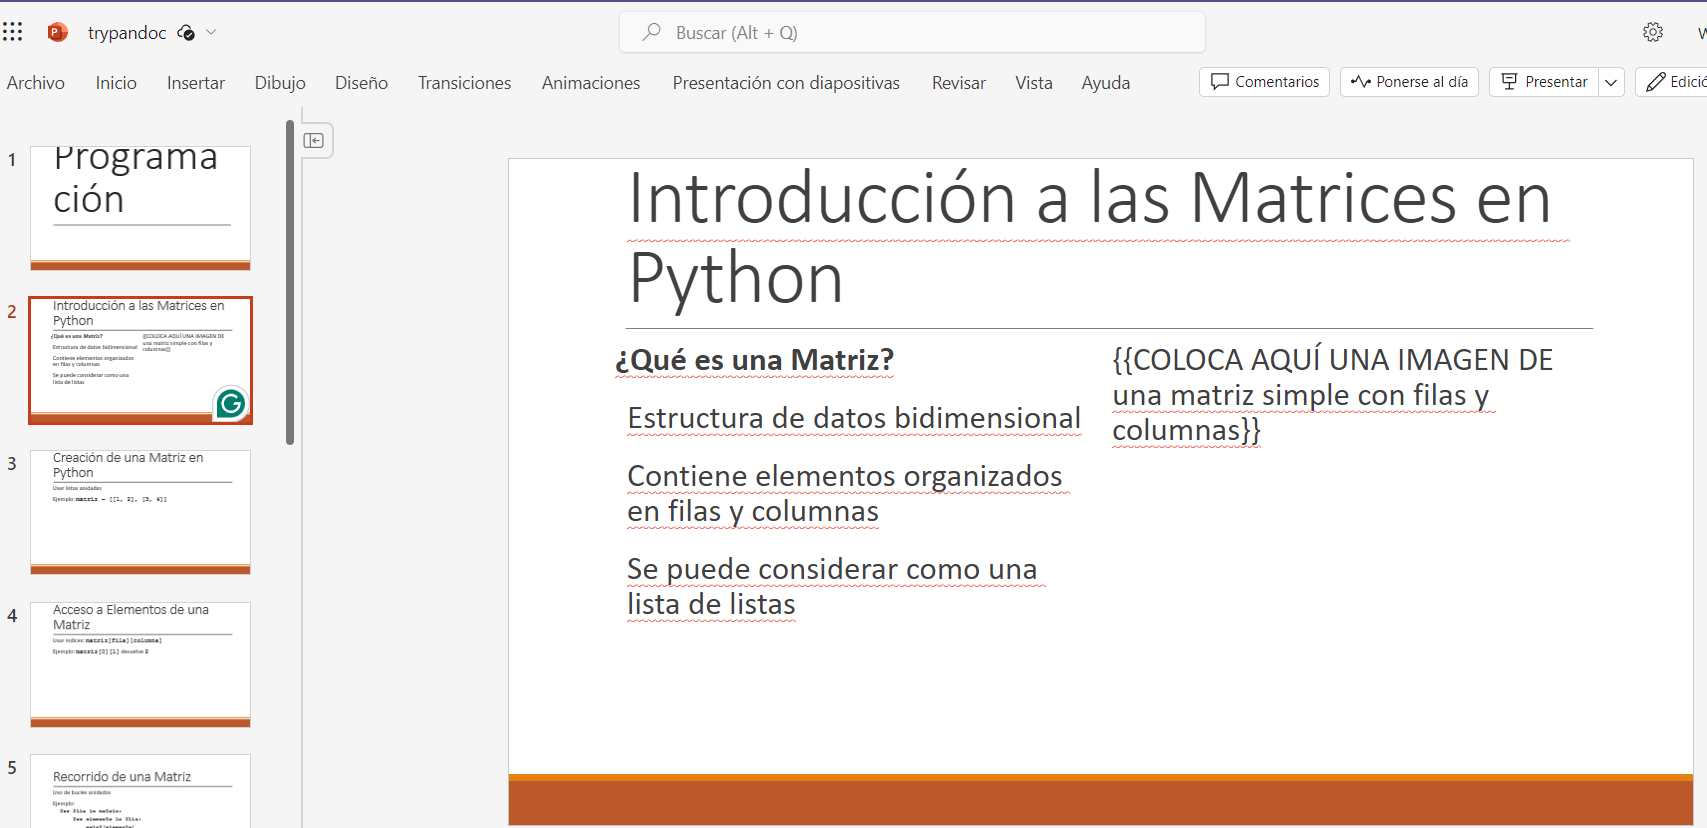 trypandoc
Buscar (Alt + Q)
Archivo Inicio Insertar Dibujo Diseño Transiciones Animaciones Presentación con diapositivas Revisar Vista Ayuda
Comentarios Ponerse al día Presentar Edició
1
Programa
ción
2
Introducción a las Matrices en
Python
¿Qué es una Matriz?
Estructura de datos bidimensional
Contiene elementos organizados
en filas y columnas
Se puede considerar como una
lista de listas
{{COLOCA AQUÍ UNA IMAGEN DE
una matriz simple con filas y
columnas}}
3
Creación de una Matriz en
Python
Usar listas anidadas
Ejemplo: matriz = [[1, 2], [3, 4]]
4
Acceso a Elementos de una
Matriz
Usar índices: matriz[fila][columna]
Ejemplo: matriz[0][1] devuelve 2
5
Recorrido de una Matriz
Uso de bucles anidados
Ejemplo:
for fila in matriz:
for elemento in fila:
print(elemento)
Introducción a las Matrices en
Python
¿Qué es una Matriz?
Estructura de datos bidimensional
Contiene elementos organizados
en filas y columnas
Se puede considerar como una
lista de listas
{{COLOCA AQUÍ UNA IMAGEN DE
una matriz simple con filas y
columnas}}